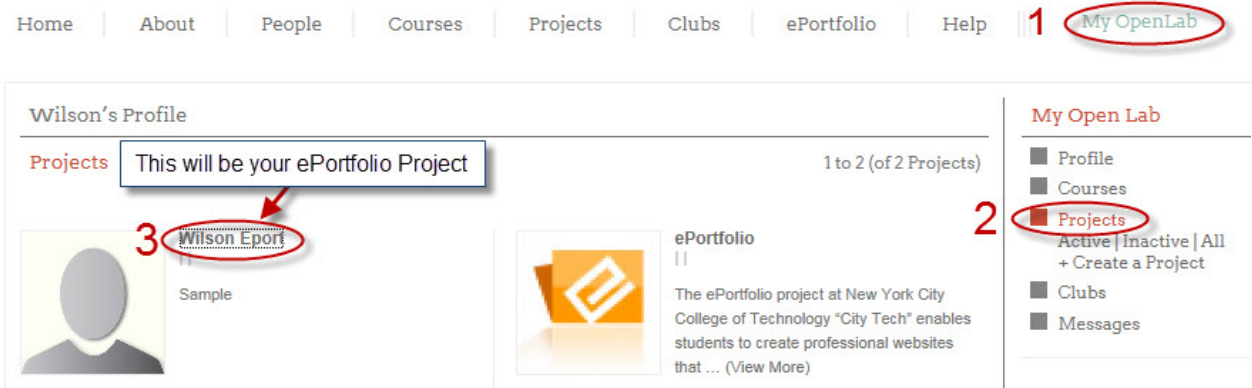 Home About People Courses Projects Clubs ePortfolio Help 1 My OpenLab
Wilson's Profile
Projects
This will be your ePortfolio Project
1 to 2 (of 2 Projects)
3 Wilson Eport
Sample
ePortfolio
The ePortfolio project at New York City
College of Technology “City Tech” enables
students to create professional websites
that ... (View More)
My Open Lab
Profile
Courses
2 Projects
Active | Inactive | All
+ Create a Project
Clubs
Messages